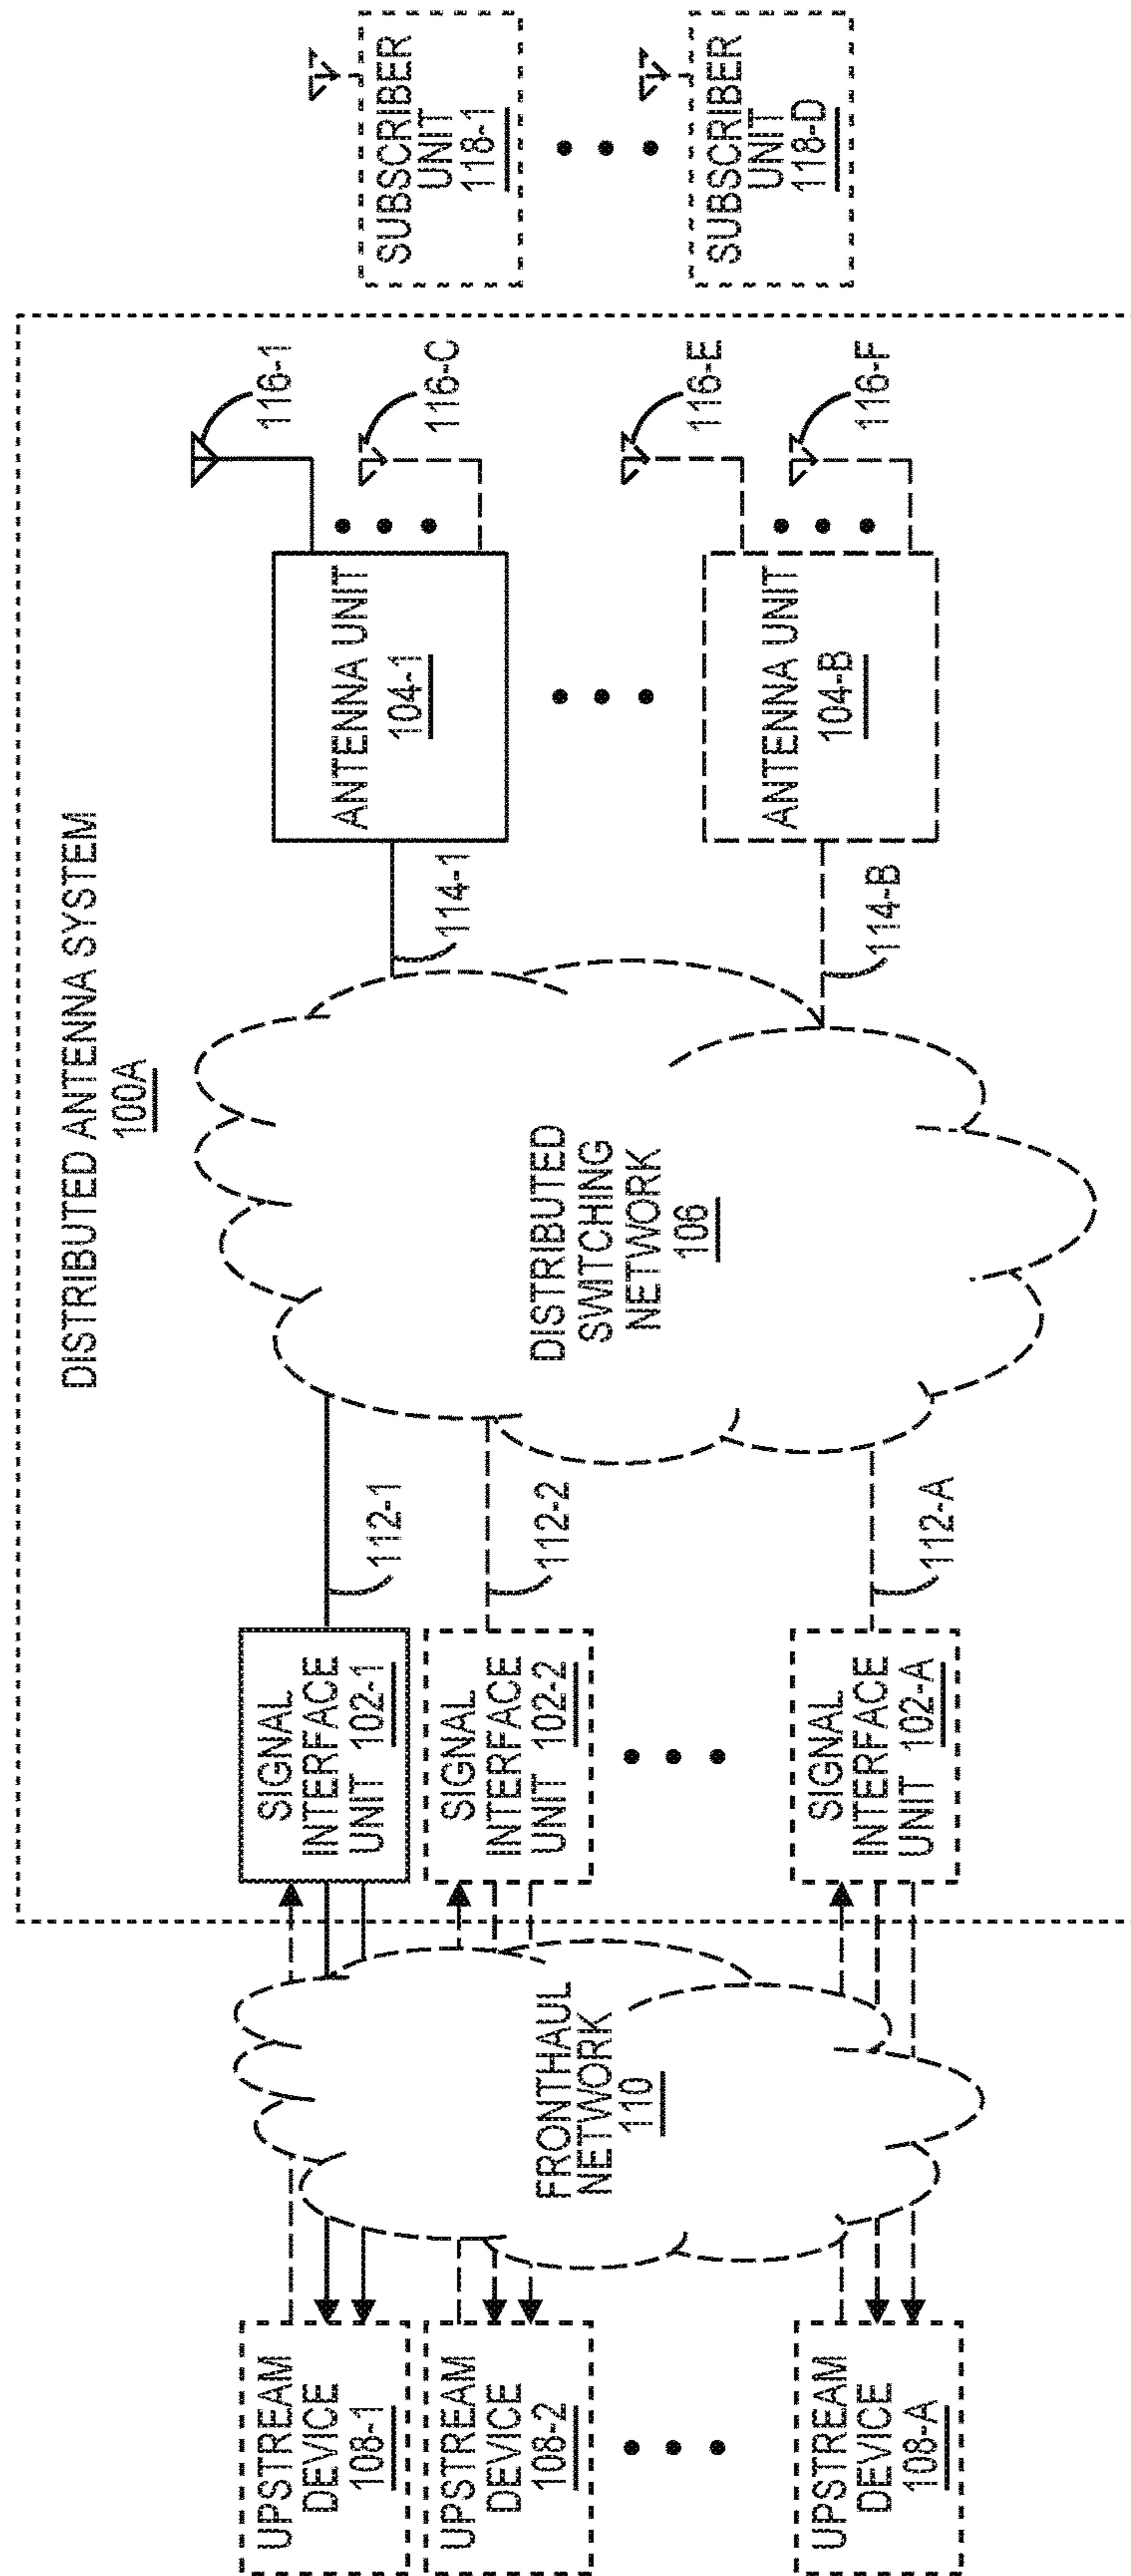 DISTRIBUTED ANTENNA SYSTEM
100A
UPSTREAM
DEVICE
108-1
UPSTREAM
DEVICE
108-2
UPSTREAM
DEVICE
108-A
FRONTHAUL
NETWORK
110
SIGNAL
INTERFACE
UNIT 102-1
SIGNAL
INTERFACE
UNIT 102-2
SIGNAL
INTERFACE
UNIT 102-A
112-1
112-2
112-A
DISTRIBUTED
SWITCHING
NETWORK
106
114-1
114-B
ANTENNA UNIT
104-1
ANTENNA UNIT
104-B
116-1
116-C
116-E
116-F
SUBSCRIBER
UNIT
118-1
SUBSCRIBER
UNIT
118-D